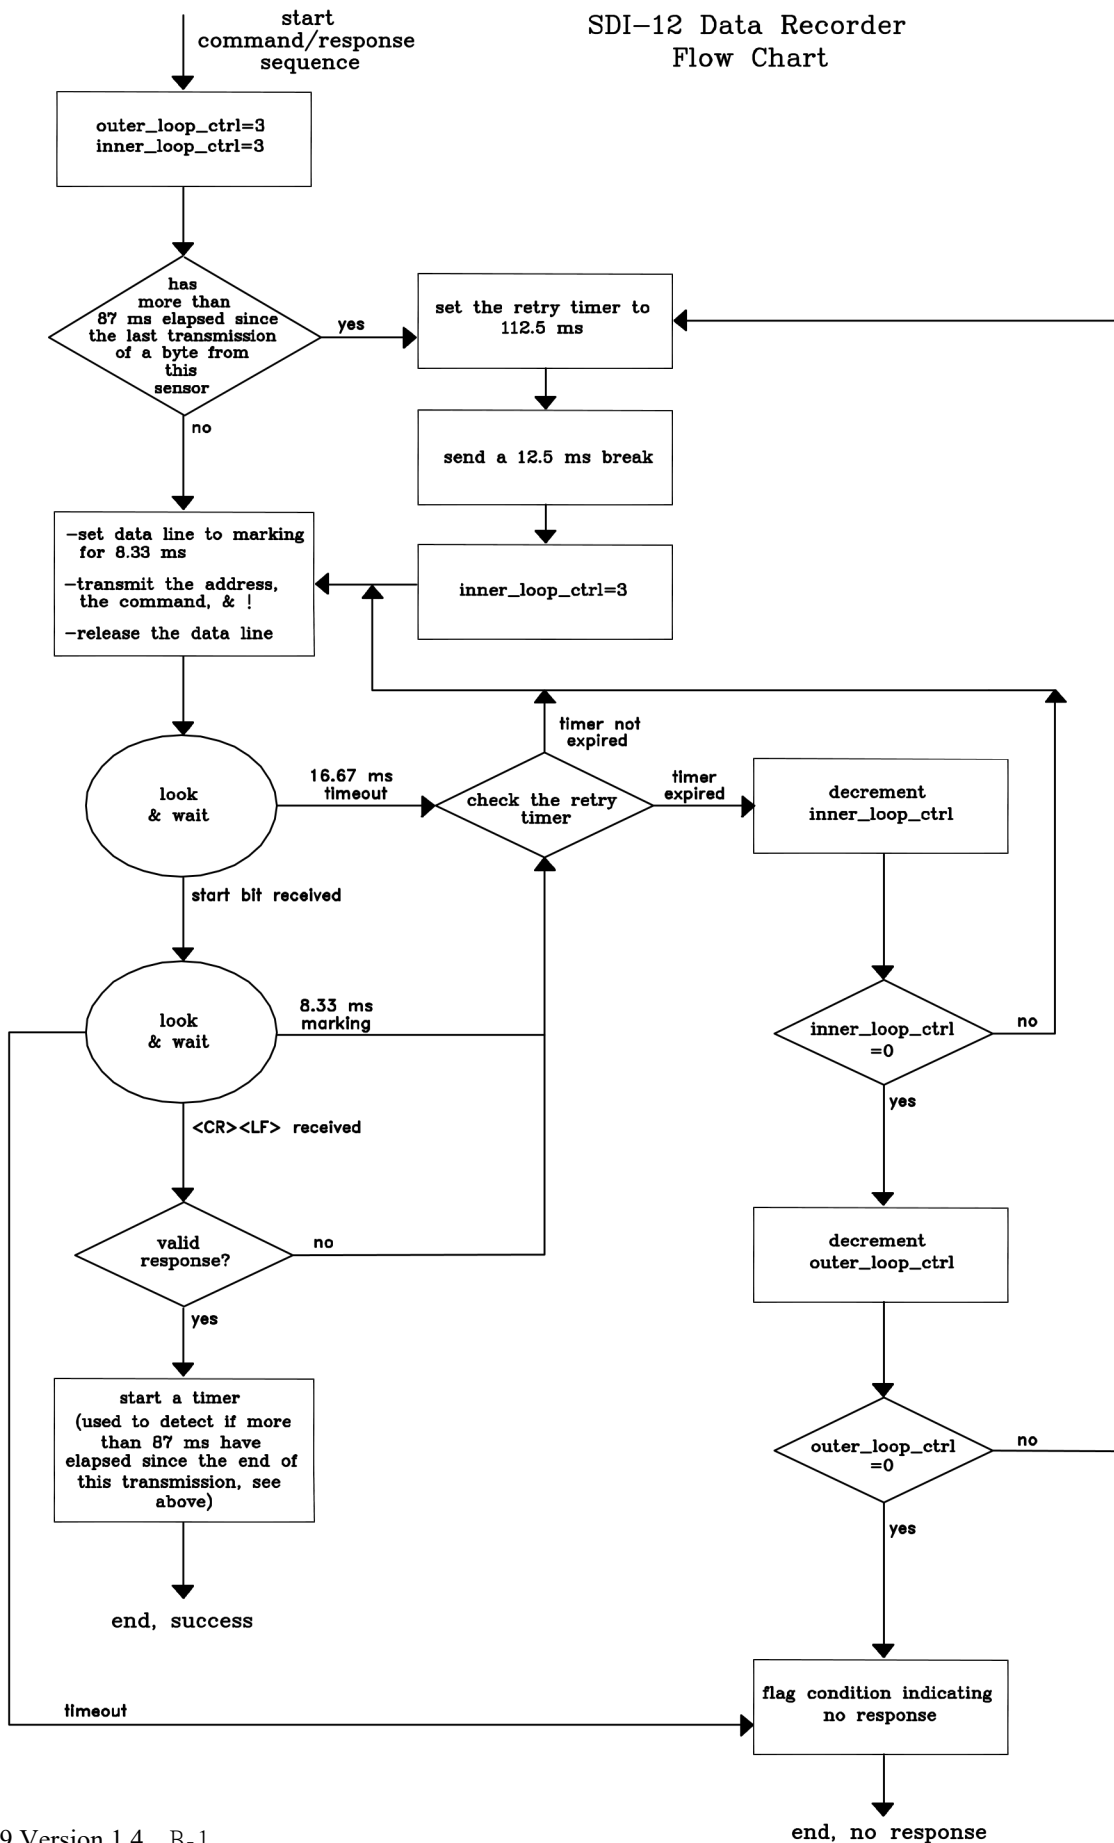 start
command/response
sequence
SDI-12 Data Recorder
Flow Chart
outer_loop_ctrl=3
inner_loop_ctrl=3
has
more than
87 ms elapsed since
the last transmission
of a byte from
this
sensor
yes
no
set the retry timer to
112.5 ms
send a 12.5 ms break
inner_loop_ctrl=3
-set data line to marking
for 8.33 ms
-transmit the address,
the command, & !
-release the data line
look
& wait
16.67 ms
timeout
check the retry
timer
timer not
expired
timer
expired
decrement
inner_loop_ctrl
start bit received
look
& wait
8.33 ms
marking
inner_loop_ctrl
=0
no
yes
<CR><LF> received
valid
response?
no
yes
decrement
outer_loop_ctrl
start a timer
(used to detect if more
than 87 ms have
elapsed since the end of
this transmission, see
above)
outer_loop_ctrl
=0
no
yes
end, success
timeout
flag condition indicating
no response
end, no response
9 Version 1.4 B-1